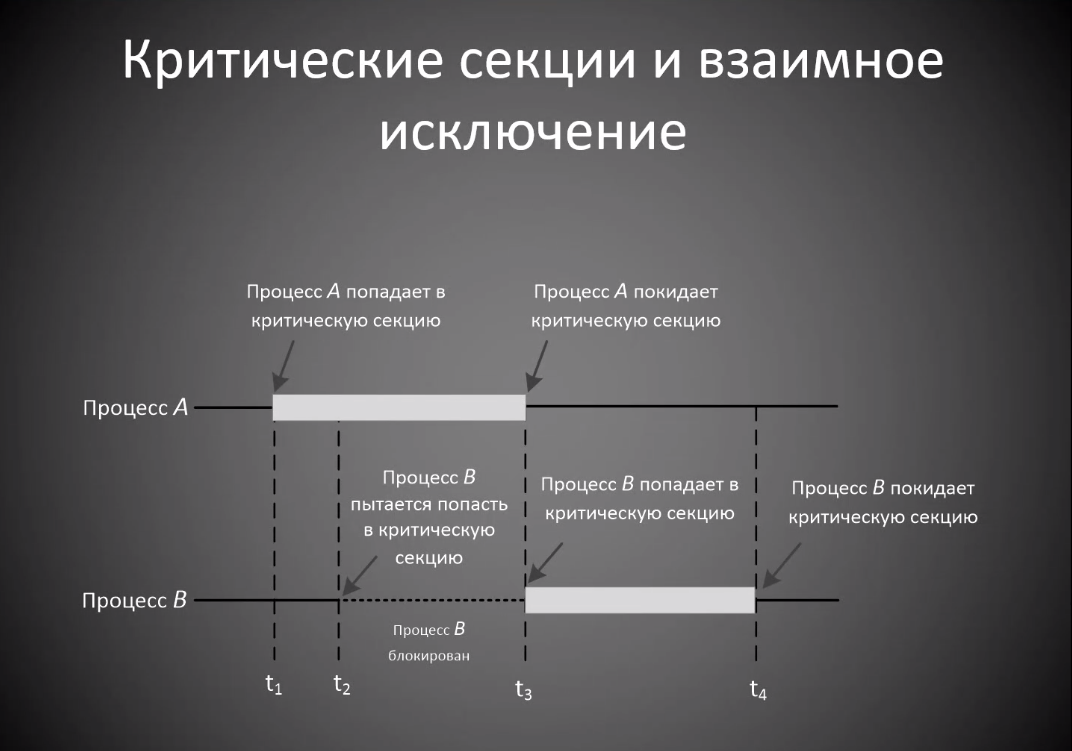 Критические секции и взаимное
исключение
Процесс A попадает в
критическую секцию
Процесс A покидает
критическую секцию
Процесс A
Процесс B
пытается попасть
в критическую
секцию
Процесс B попадает в
критическую секцию
Процесс B покидает
критическую секцию
Процесс B
Процесс B
блокирован
t₁ t₂ t₃ t₄